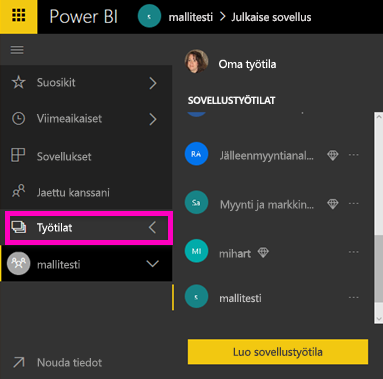 Power BI
s mallitesti > Julkaise sovellus
Suosikit
Viimeaikaiset
Sovellukset
Jaettu kanssani
Työtilat
mallitesti
Nouda tiedot
Oma työtila
SOVELLUSTYÖTILAT
RA Jälleenmyyntianal...
Sa Myynti ja markkin...
MI mihart
s mallitesti
Luo sovellustyötila